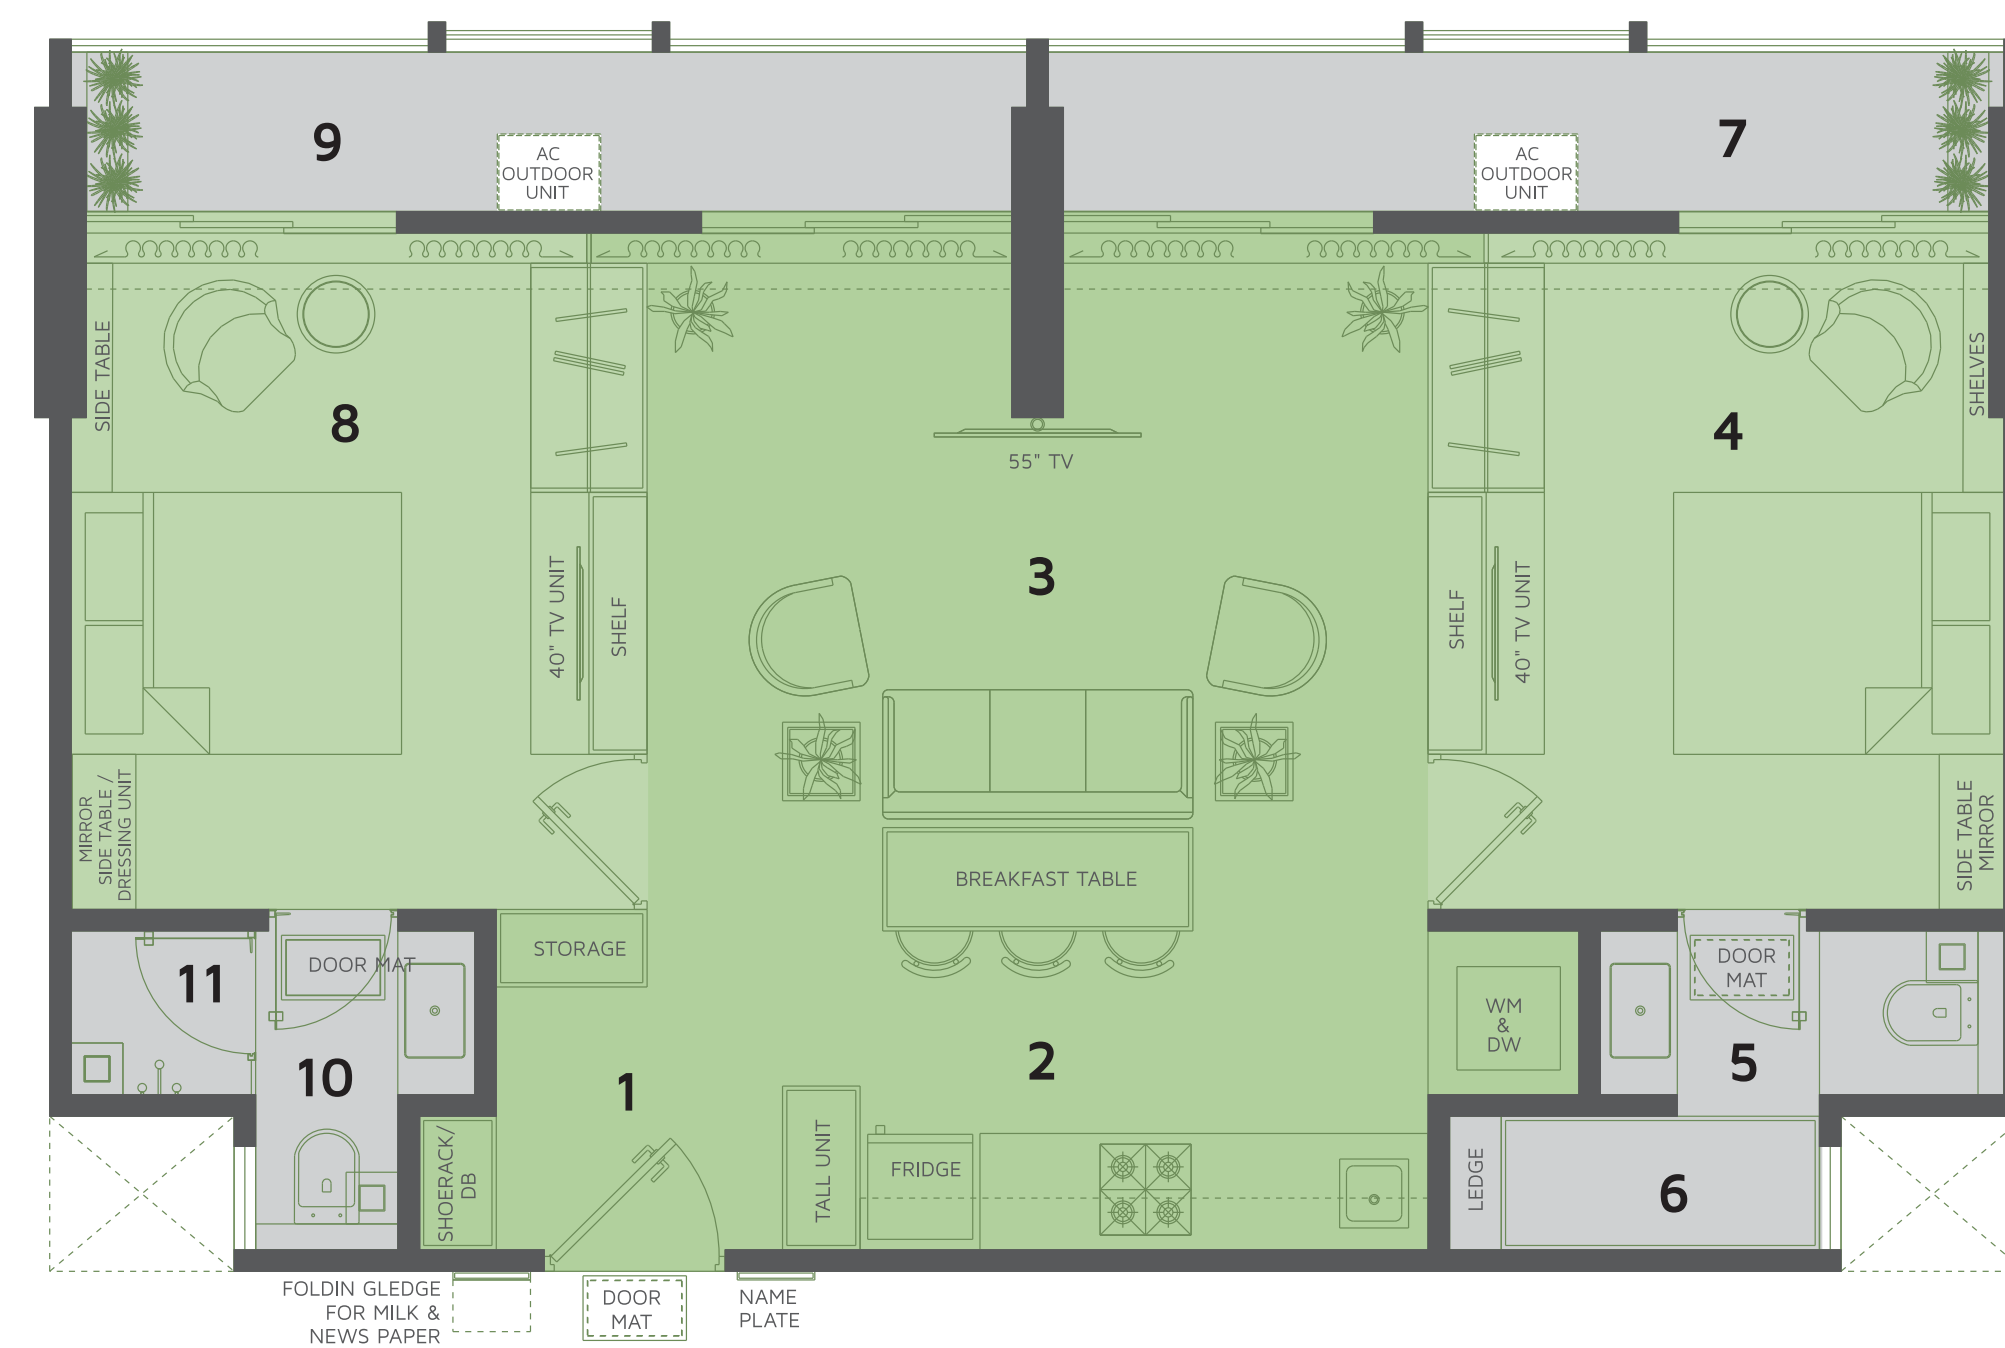 9
AC
OUTDOOR
UNIT
AC
OUTDOOR
UNIT
7
SIDE TABLE
8
55" TV
4
SHELVES
40" TV UNIT
SHELF
3
SHELF
40" TV UNIT
MIRROR
SIDE TABLE /
DRESSING UNIT
BREAKFAST TABLE
SIDE TABLE
MIRROR
11
DOOR MAT
STORAGE
DOOR
MAT
WM
&
DW
10
1
2
5
SHOERACK/
DB
TALL UNIT
FRIDGE
LEDGE
6
FOLDIN GLEDGE
FOR MILK &
NEWS PAPER
DOOR
MAT
NAME
PLATE